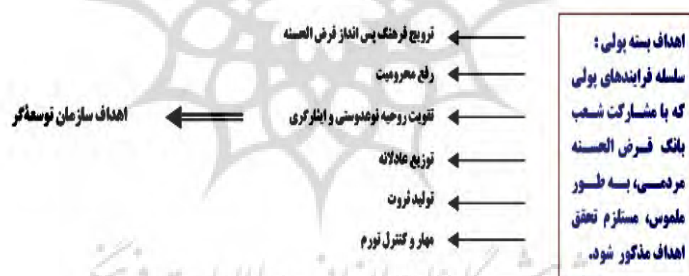 اهداف بسته پولی :
سلسله فرایندهای پولی
که با مشارکت شعب
بانک قرض الحسنه
مردمی، به طور
ملموس، مستلزم تحقق
اهداف مذکور شود.
ترویج فرهنگ پس انداز قرض الحسنه
رفع محرومیت
تقویت روحیه نوعدوستی و ایثارگری
توزیع عادلانه
تولید ثروت
مهار و کنترل تورم
اهداف سازمان توسعه‌گر